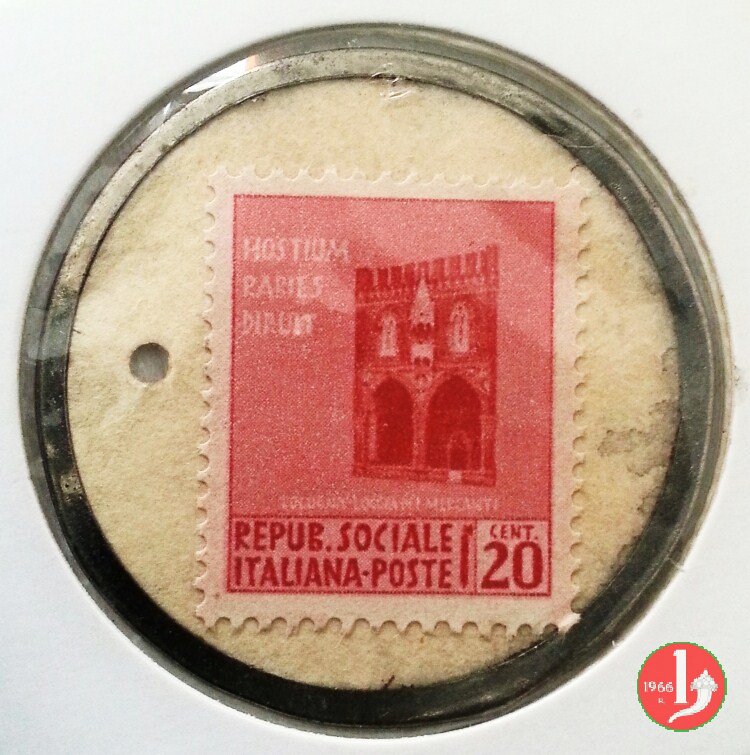 HOSTIUM
RABIES
DIRUIT
REPUB. SOCIALE
ITALIANA-POSTE
CENT.
20
1966
R.